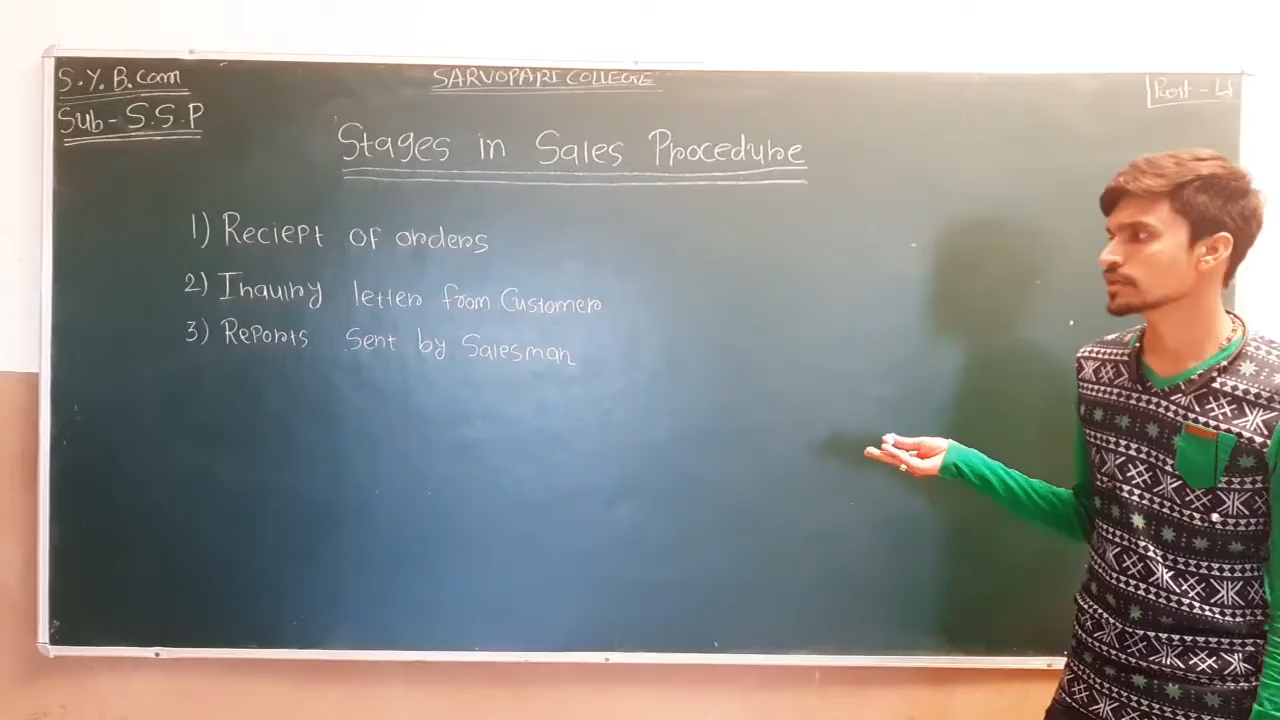 S.Y.B.Com
SARVOPARI COLLEGE
Part - 4
Sub - S.S.P
Stages in Sales Procedure
1) Reciept of orders
2) Inquiry letter from Customer
3) Reports Sent by Salesman